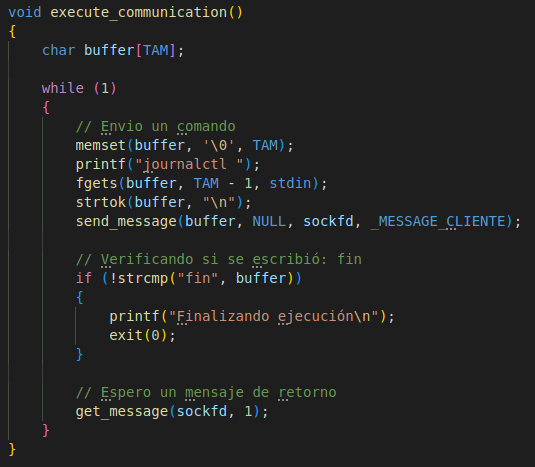 void execute_communication()
{
    char buffer[TAM];

    while (1)
    {
        // Envio un comando
        memset(buffer, '\0', TAM);
        printf("journalctl ");
        fgets(buffer, TAM - 1, stdin);
        strtok(buffer, "\n");
        send_message(buffer, NULL, sockfd, _MESSAGE_CLIENTE);

        // Verificando si se escribió: fin
        if (!strcmp("fin", buffer))
        {
            printf("Finalizando ejecución\n");
            exit(0);
        }

        // Espero un mensaje de retorno
        get_message(sockfd, 1);
    }
}